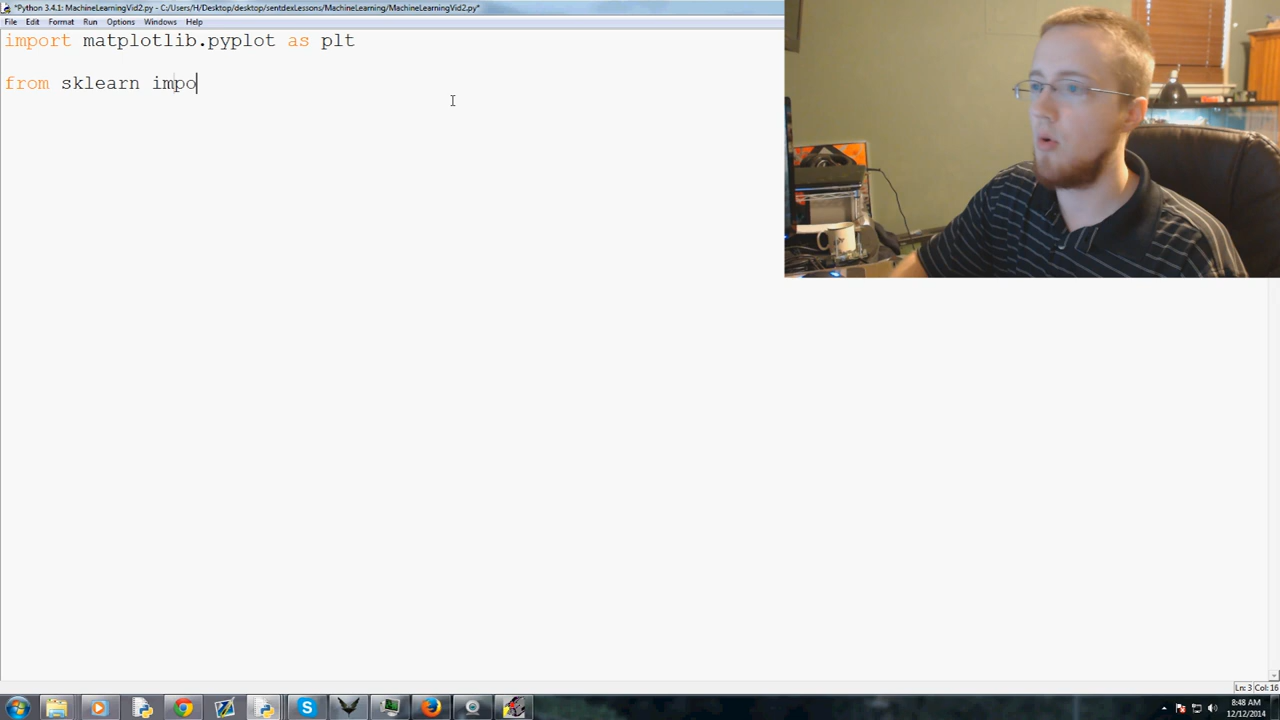 *Python 3.4.1: MachineLearningVid2.py - C:/Users/H/Desktop/desktop/sentdexLessons/MachineLearning/MachineLearningVid2.py*
File Edit Format Run Options Windows Help
import matplotlib.pyplot as plt
from sklearn impo
Ln: 3 Col: 16
8:48 AM
12/12/2014